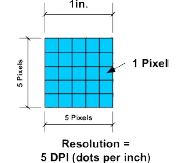 1in.
5 Pixels
1 Pixel
5 Pixels
Resolution =
5 DPI (dots per inch)